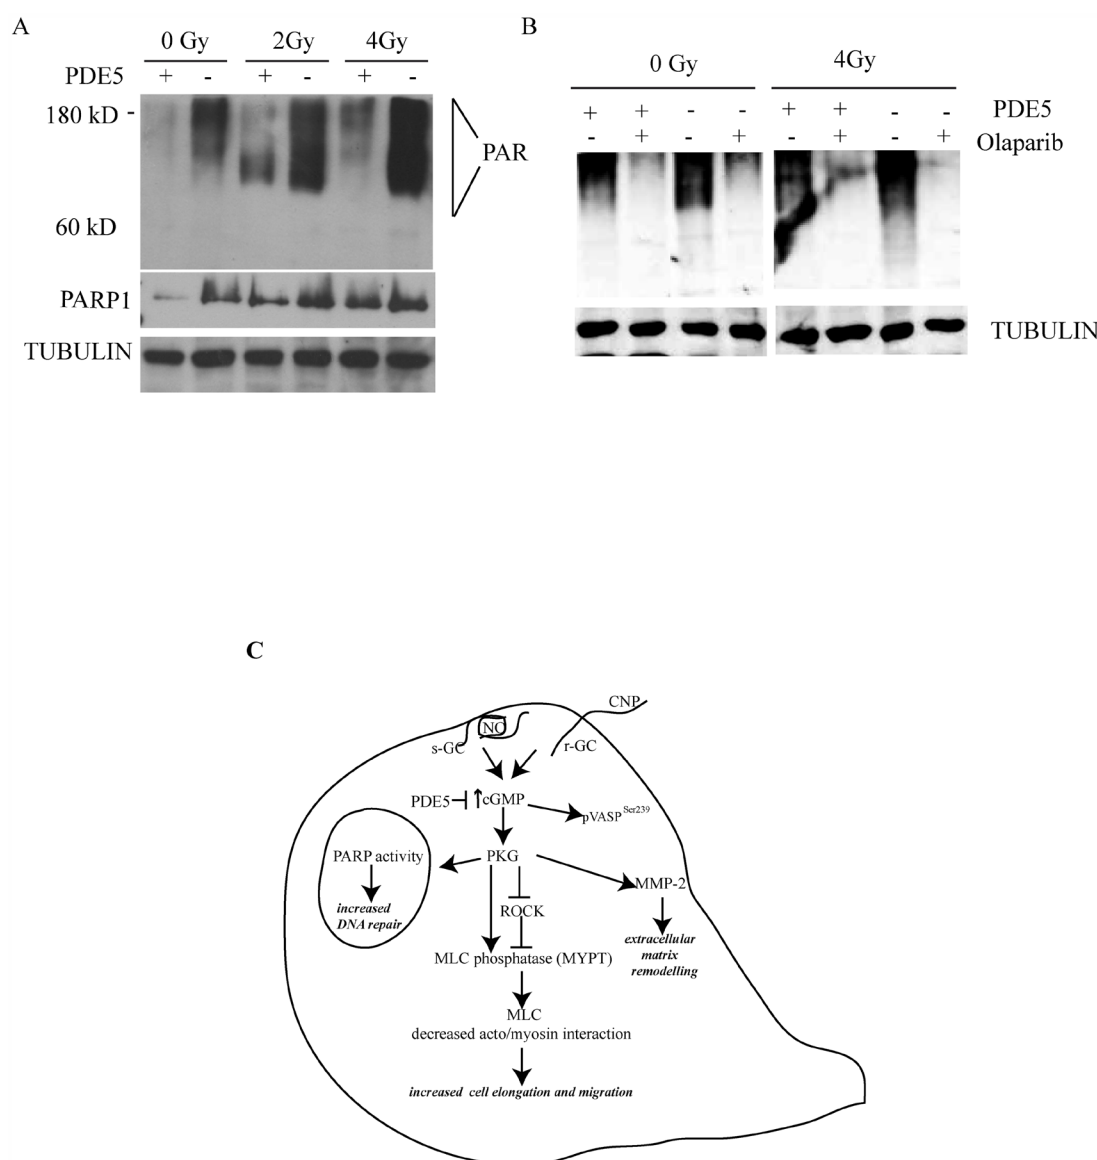 A
0 Gy 2Gy 4Gy
PDE5 + - + - + -
180 kD -
PAR
60 kD
PARP1
TUBULIN
B
0 Gy 4Gy
+ + - - + + - - PDE5
- + - + - + - + Olaparib
TUBULIN
C
CNP
NO
s-GC r-GC
PDE5 cGMP
pVASP Ser239
PARP activity PKG
MMP-2
increased
DNA repair
ROCK
extracellular
matrix
remodelling
MLC phosphatase (MYPT)
MLC
decreased acto/myosin interaction
increased cell elongation and migration